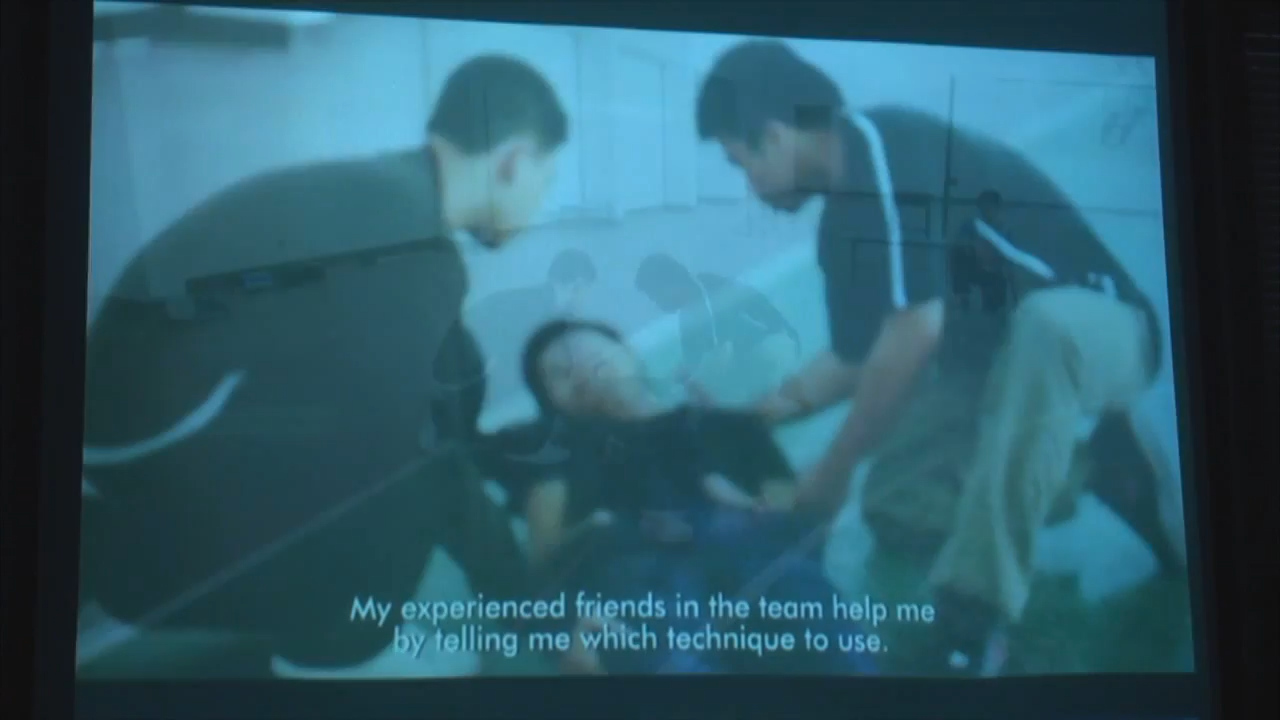 My experienced friends in the team help me
by telling me which technique to use.